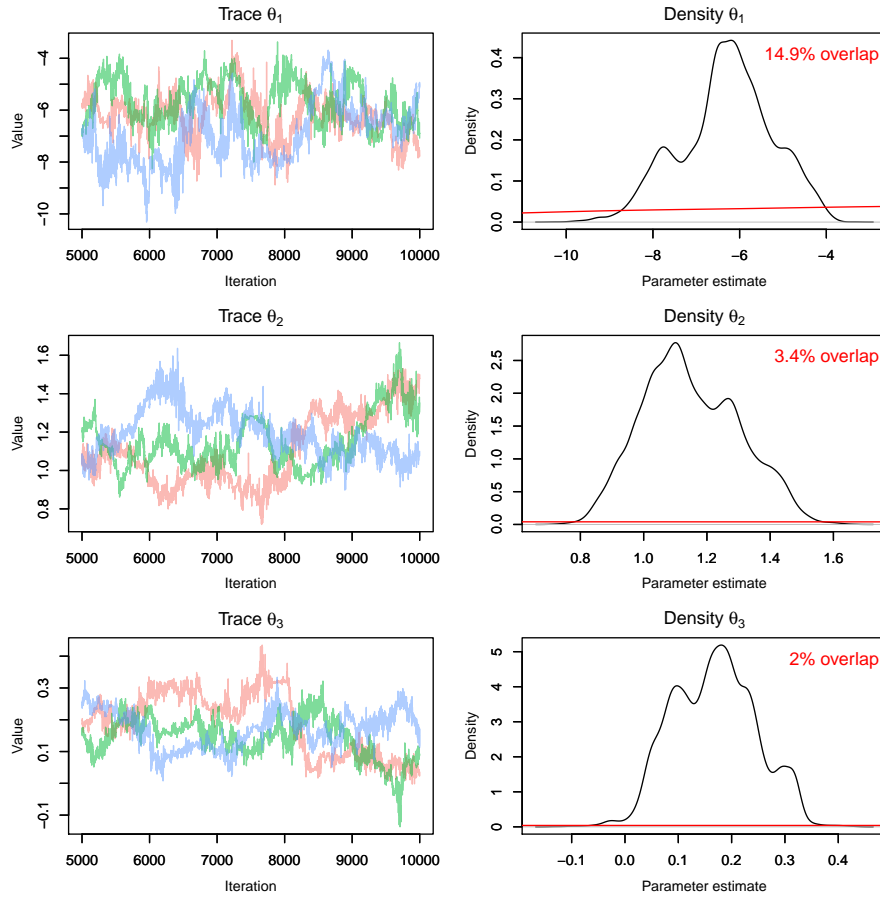 Trace θ1
Value
−4
−6
−8
−10
5000 6000 7000 8000 9000 10000
Iteration
Density θ1
14.9% overlap
Density
0.4
0.3
0.2
0.1
0.0
−10 −8 −6 −4
Parameter estimate
Trace θ2
Value
1.6
1.4
1.2
1.0
0.8
5000 6000 7000 8000 9000 10000
Iteration
Density θ2
3.4% overlap
Density
2.5
2.0
1.5
1.0
0.5
0.0
0.8 1.0 1.2 1.4 1.6
Parameter estimate
Trace θ3
Value
0.3
0.1
−0.1
5000 6000 7000 8000 9000 10000
Iteration
Density θ3
2% overlap
Density
5
4
3
2
1
0
−0.1 0.0 0.1 0.2 0.3 0.4
Parameter estimate